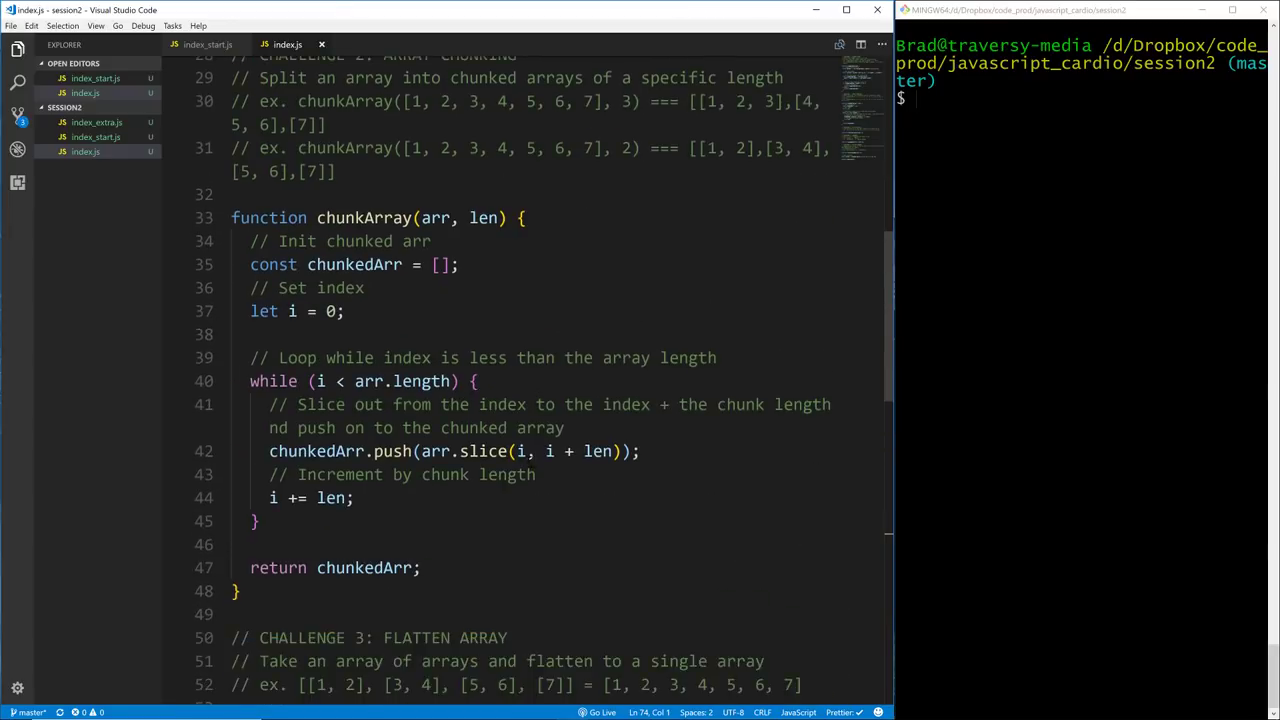 index.js - session2 - Visual Studio Code
File Edit Selection View Go Debug Tasks Help
EXPLORER
OPEN EDITORS
index_start.js U
index.js U
SESSION2
index_extra.js U
index_start.js U
index.js U
3
index_start.js index.js ×
28 // CHALLENGE 2: ARRAY CHUNKING
29 // Split an array into chunked arrays of a specific length
30 // ex. chunkArray([1, 2, 3, 4, 5, 6, 7], 3) === [[1, 2, 3],[4,
5, 6],[7]]
31 // ex. chunkArray([1, 2, 3, 4, 5, 6, 7], 2) === [[1, 2],[3, 4],
[5, 6],[7]]
32
33 function chunkArray(arr, len) {
34 // Init chunked arr
35 const chunkedArr = [];
36 // Set index
37 let i = 0;
38
39 // Loop while index is less than the array length
40 while (i < arr.length) {
41 // Slice out from the index to the index + the chunk length
nd push on to the chunked array
42 chunkedArr.push(arr.slice(i, i + len));
43 // Increment by chunk length
44 i += len;
45 }
46
47 return chunkedArr;
48 }
49
50 // CHALLENGE 3: FLATTEN ARRAY
51 // Take an array of arrays and flatten to a single array
52 // ex. [[1, 2], [3, 4], [5, 6], [7]] = [1, 2, 3, 4, 5, 6, 7]
master* 0 0 Go Live Ln 74, Col 1 Spaces: 2 UTF-8 CRLF JavaScript Prettier: ✓
MINGW64:/d/Dropbox/code_prod/javascript_cardio/session2
Brad@traversy-media /d/Dropbox/code_
prod/javascript_cardio/session2 (mas
ter)
$